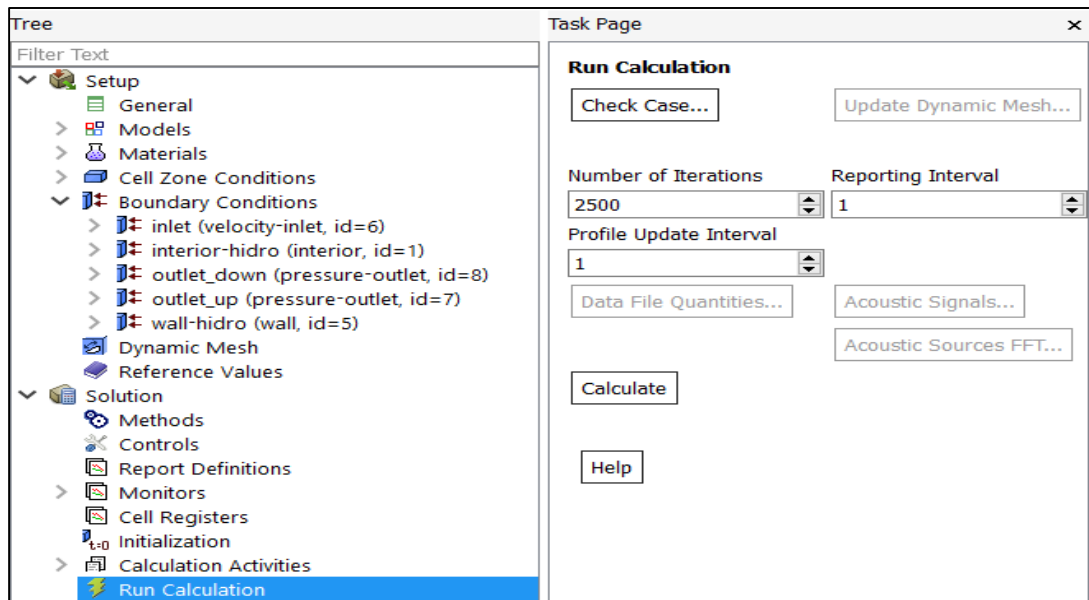 Tree
Filter Text
Setup
General
Models
Materials
Cell Zone Conditions
Boundary Conditions
inlet (velocity-inlet, id=6)
interior-hidro (interior, id=1)
outlet_down (pressure-outlet, id=8)
outlet_up (pressure-outlet, id=7)
wall-hidro (wall, id=5)
Dynamic Mesh
Reference Values
Solution
Methods
Controls
Report Definitions
Monitors
Cell Registers
t=0 Initialization
Calculation Activities
Run Calculation
Task Page
Run Calculation
Check Case... Update Dynamic Mesh...
Number of Iterations Reporting Interval
2500 1
Profile Update Interval
1
Data File Quantities... Acoustic Signals...
Acoustic Sources FFT...
Calculate
Help